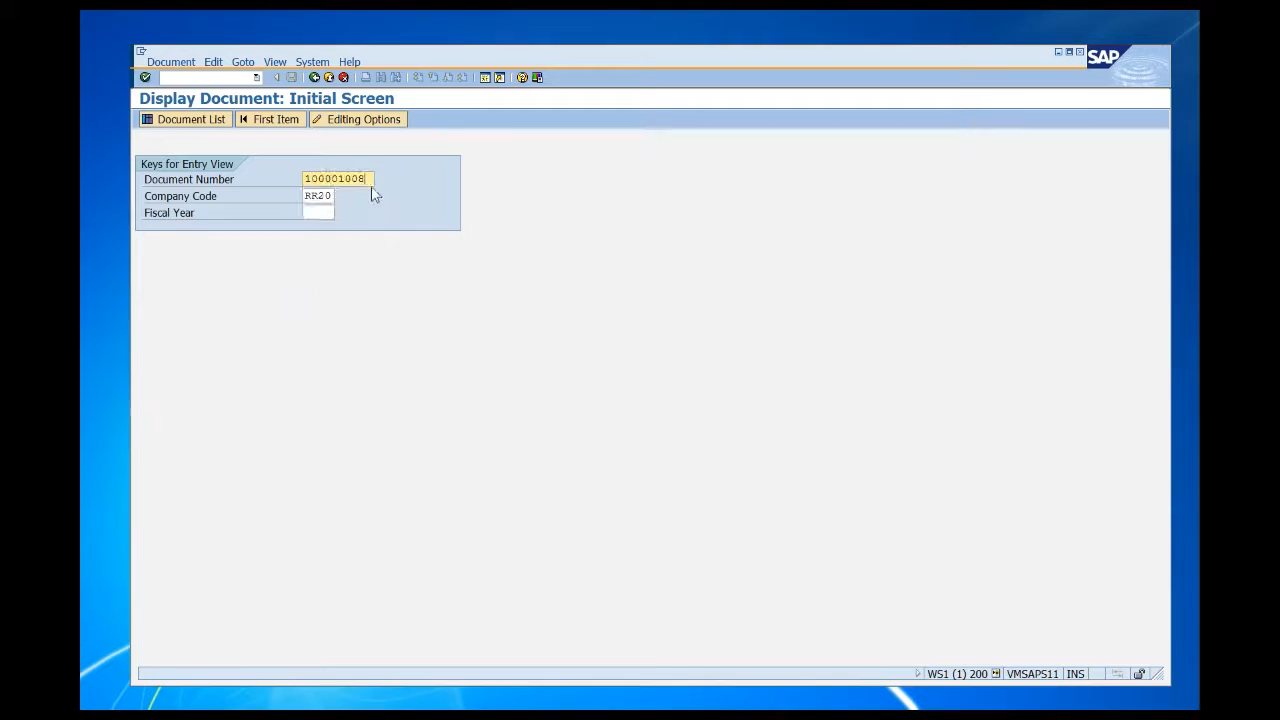 Document Edit Goto View System Help
SAP
Display Document: Initial Screen
Document List First Item Editing Options
Keys for Entry View
Document Number 100001008
Company Code RR20
Fiscal Year
WS1 (1) 200 VMSAPS11 INS